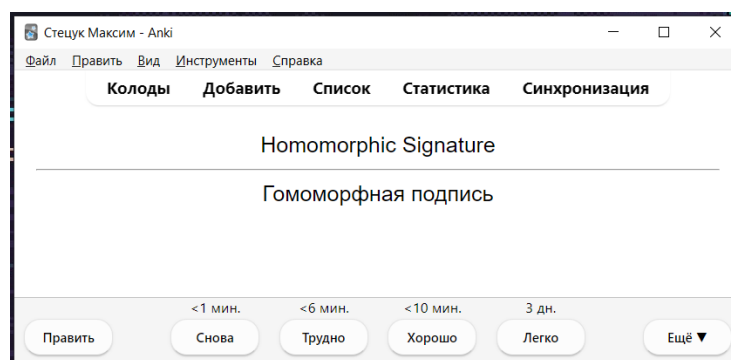 Стецук Максим - Anki
Файл Править Вид Инструменты Справка
Колоды Добавить Список Статистика Синхронизация
Homomorphic Signature
Гомоморфная подпись
<1 мин. <6 мин. <10 мин. 3 дн.
Править Снова Трудно Хорошо Легко Ещё ▼